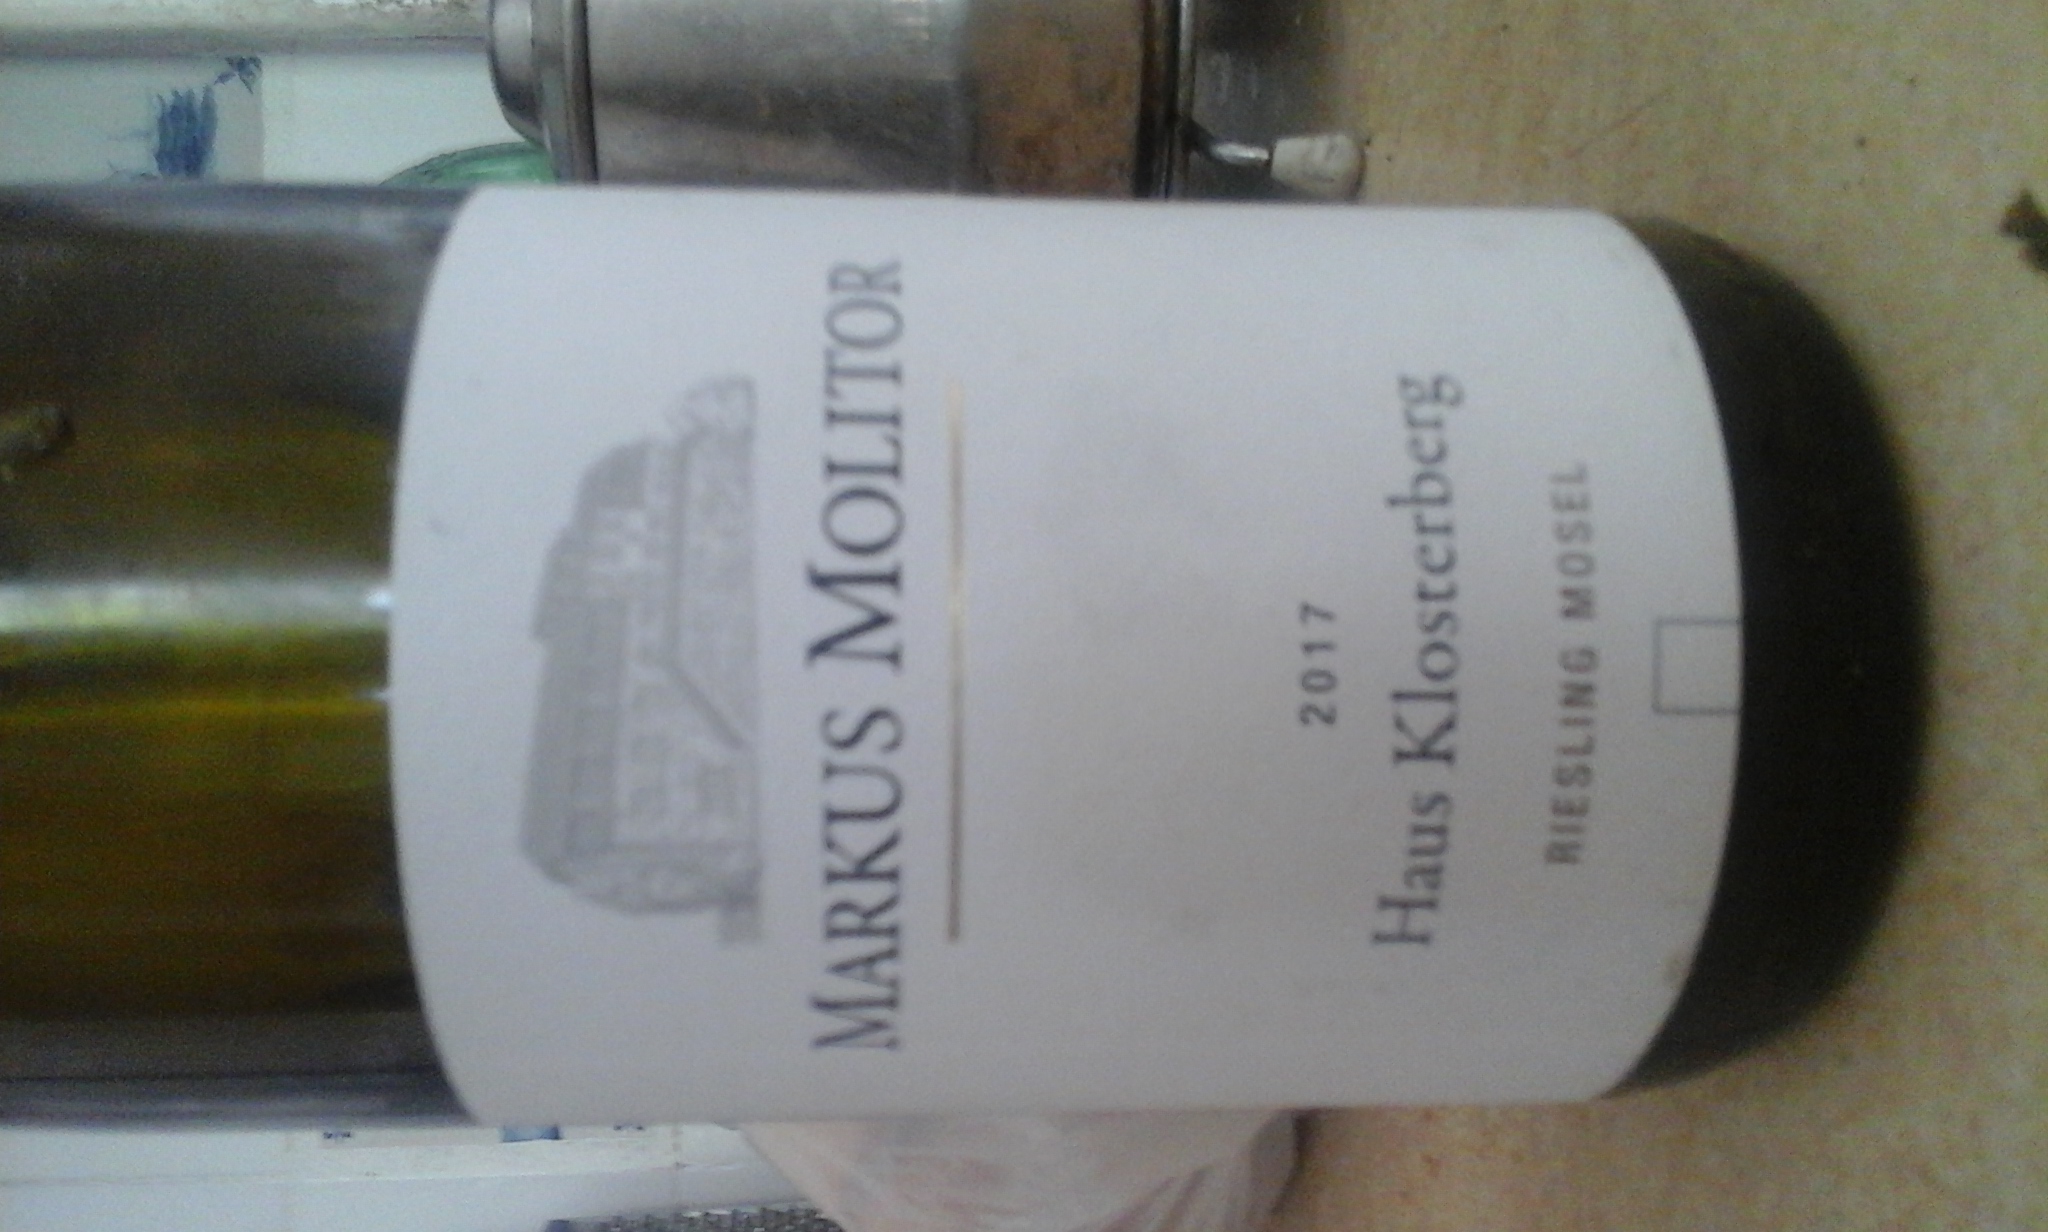 MARKUS MOLITOR
2017
Haus Klosterberg
RIESLING MOSEL